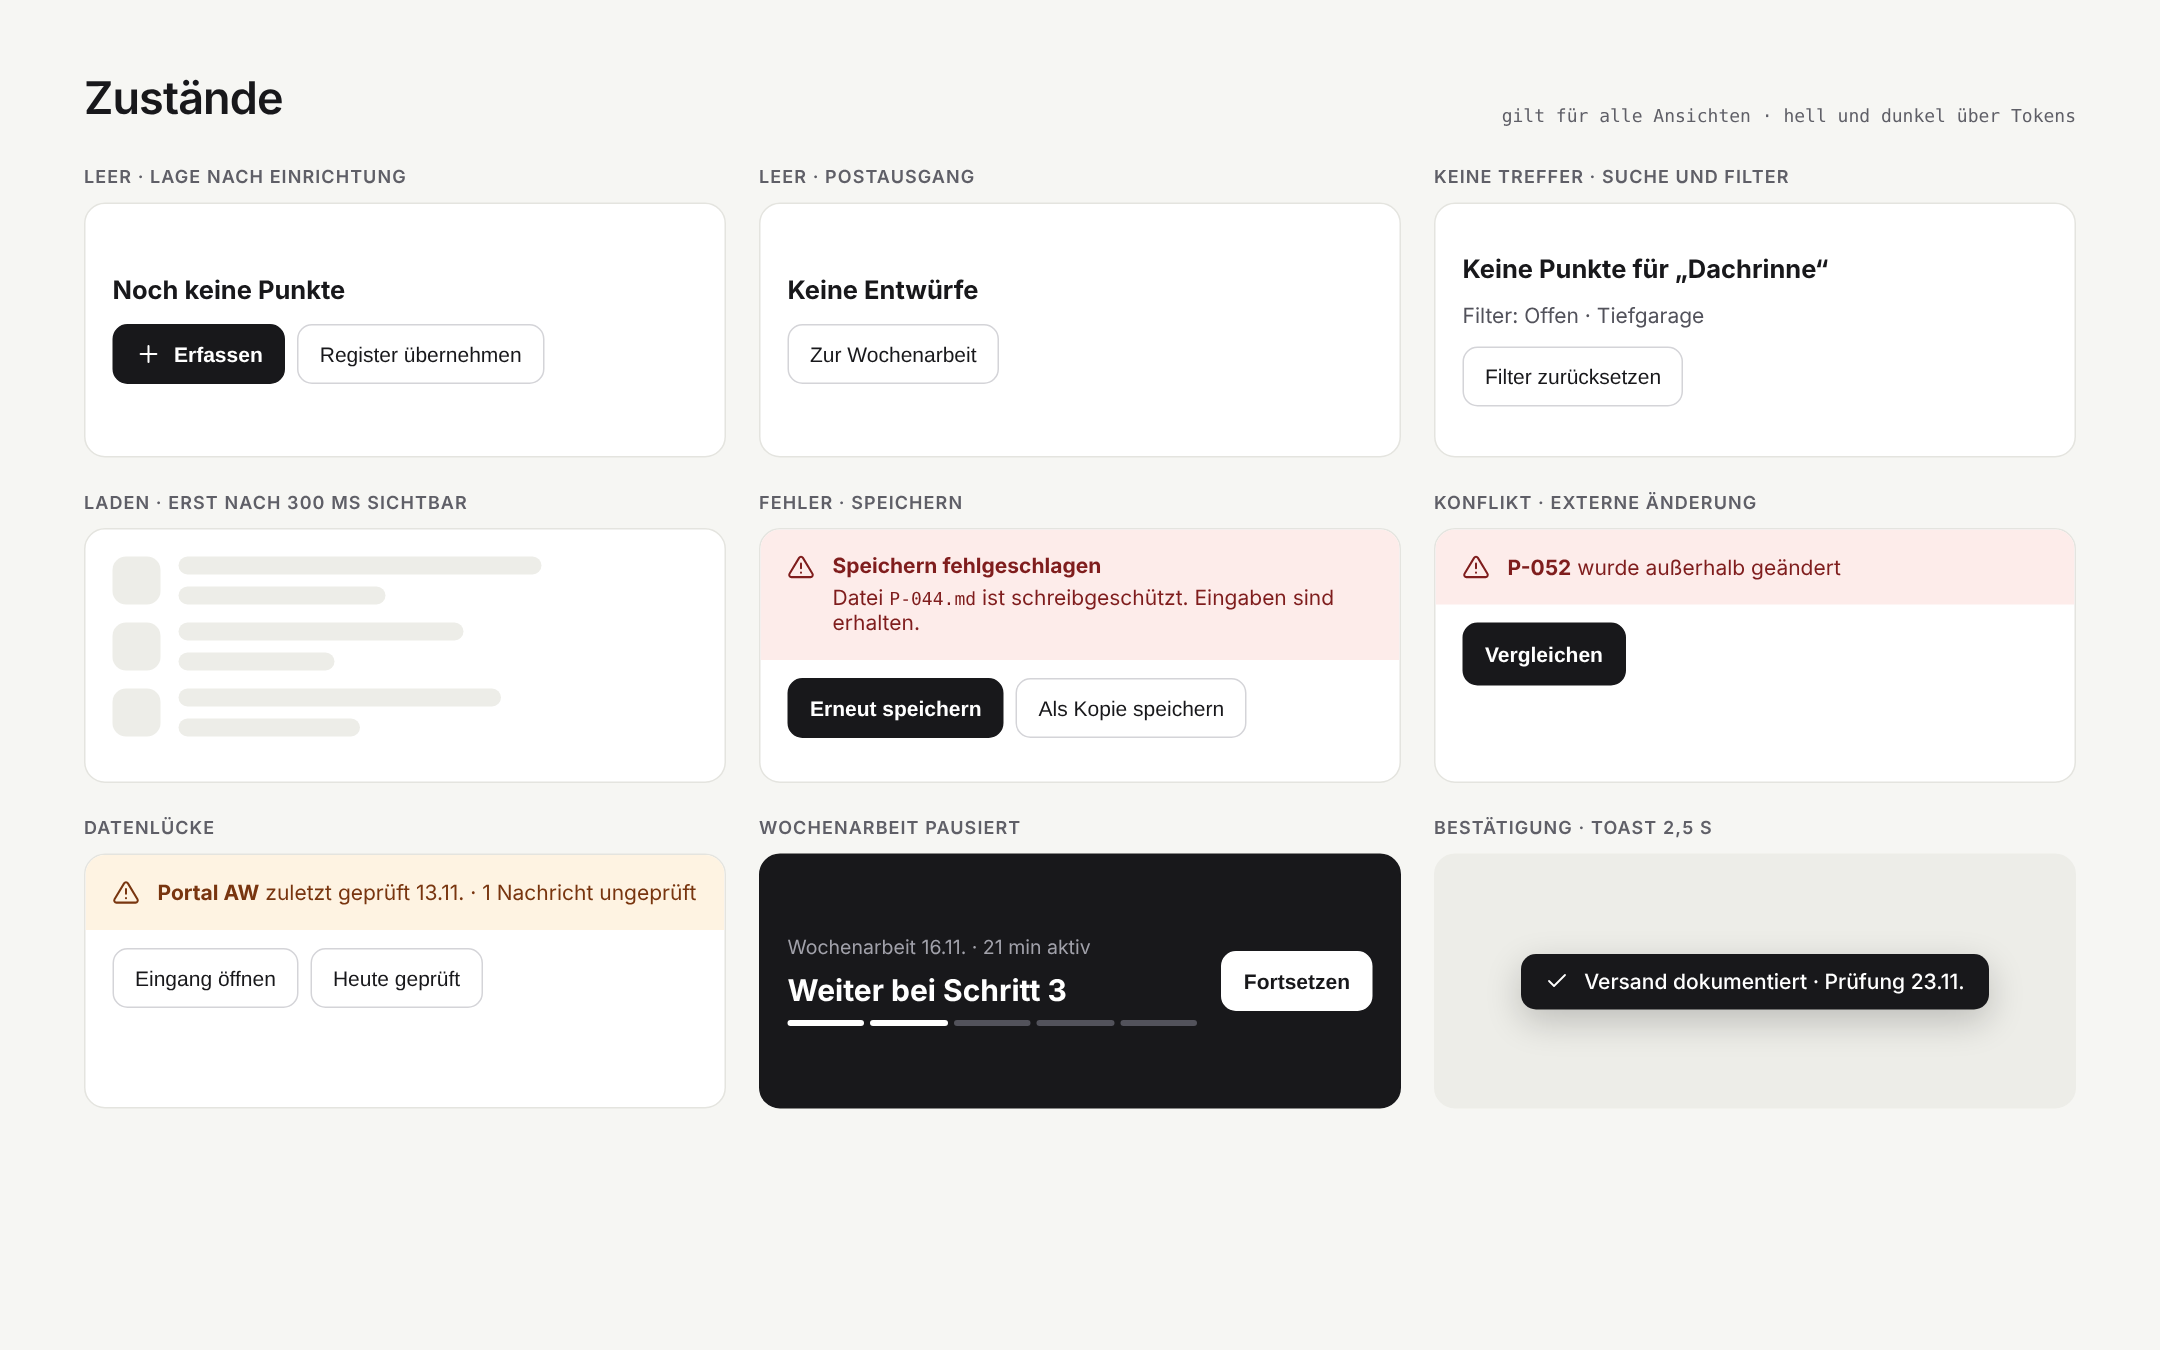 Zustände
gilt für alle Ansichten · hell und dunkel über Tokens
LEER · LAGE NACH EINRICHTUNG
Noch keine Punkte
Erfassen
Register übernehmen
LEER · POSTAUSGANG
Keine Entwürfe
Zur Wochenarbeit
KEINE TREFFER · SUCHE UND FILTER
Keine Punkte für „Dachrinne“
Filter: Offen · Tiefgarage
Filter zurücksetzen
LADEN · ERST NACH 300 MS SICHTBAR
FEHLER · SPEICHERN
Speichern fehlgeschlagen
Datei P-044.md ist schreibgeschützt. Eingaben sind
erhalten.
Erneut speichern
Als Kopie speichern
KONFLIKT · EXTERNE ÄNDERUNG
P-052 wurde außerhalb geändert
Vergleichen
DATENLÜCKE
Portal AW zuletzt geprüft 13.11. · 1 Nachricht ungeprüft
Eingang öffnen
Heute geprüft
WOCHENARBEIT PAUSIERT
Wochenarbeit 16.11. · 21 min aktiv
Weiter bei Schritt 3
Fortsetzen
BESTÄTIGUNG · TOAST 2,5 S
Versand dokumentiert · Prüfung 23.11.